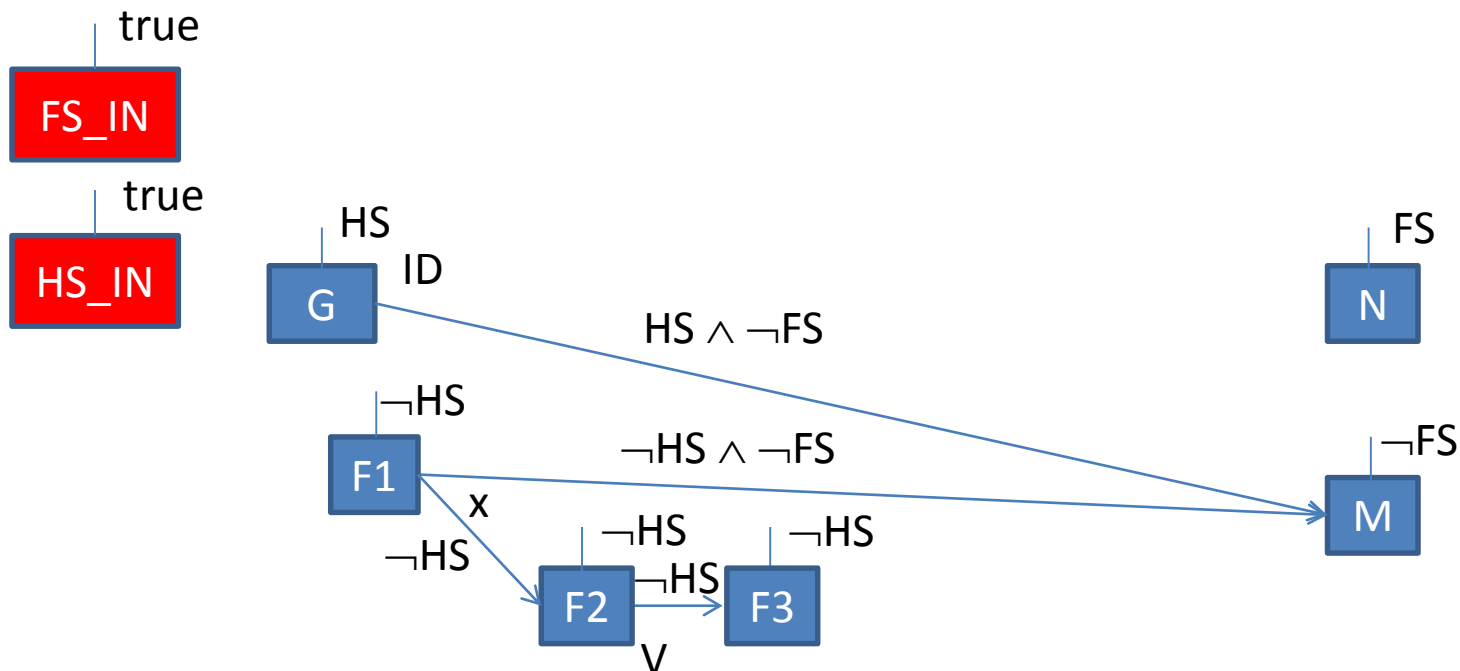 true
FS_IN
true
HS_IN
HS
ID
G
FS
N
HS ∧ ¬FS
¬HS
F1
¬HS ∧ ¬FS
¬FS
M
x
¬HS
¬HS
¬HS
¬HS
F2
F3
V